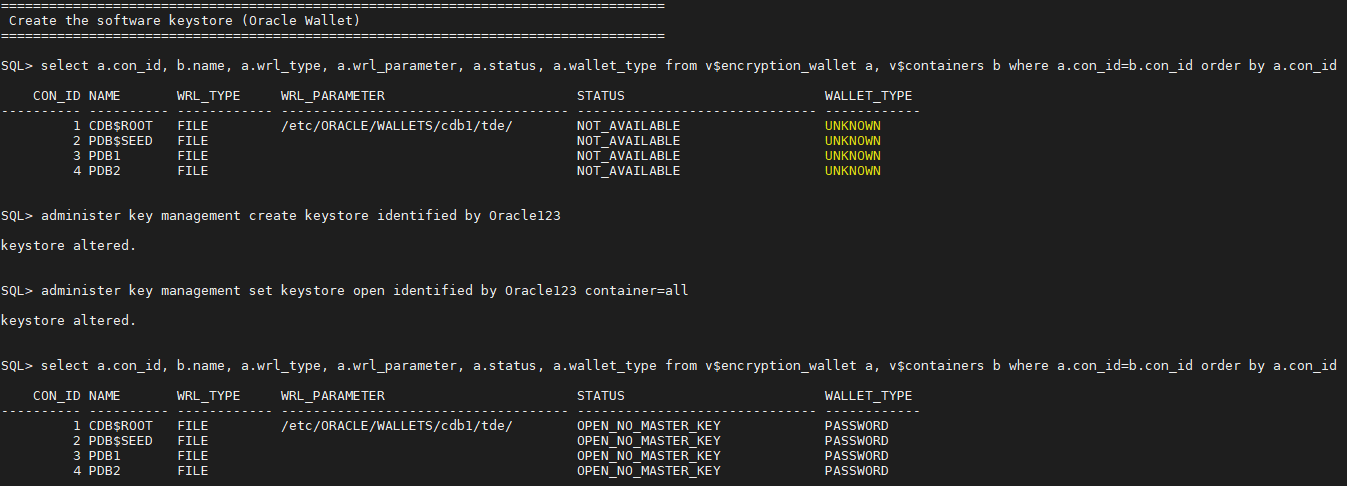 ===================================================================================
 Create the software keystore (Oracle Wallet)
===================================================================================
SQL> select a.con_id, b.name, a.wrl_type, a.wrl_parameter, a.status, a.wallet_type from v$encryption_wallet a, v$containers b where a.con_id=b.con_id order by a.con_id
    CON_ID NAME       WRL_TYPE     WRL_PARAMETER                        STATUS                         WALLET_TYPE
---------- ---------- ------------ ------------------------------------ ------------------------------ ------------
         1 CDB$ROOT   FILE         /etc/ORACLE/WALLETS/cdb1/tde/        NOT_AVAILABLE                  UNKNOWN
         2 PDB$SEED   FILE                                              NOT_AVAILABLE                  UNKNOWN
         3 PDB1       FILE                                              NOT_AVAILABLE                  UNKNOWN
         4 PDB2       FILE                                              NOT_AVAILABLE                  UNKNOWN
SQL> administer key management create keystore identified by Oracle123
keystore altered.
SQL> administer key management set keystore open identified by Oracle123 container=all
keystore altered.
SQL> select a.con_id, b.name, a.wrl_type, a.wrl_parameter, a.status, a.wallet_type from v$encryption_wallet a, v$containers b where a.con_id=b.con_id order by a.con_id
    CON_ID NAME       WRL_TYPE     WRL_PARAMETER                        STATUS                         WALLET_TYPE
---------- ---------- ------------ ------------------------------------ ------------------------------ ------------
         1 CDB$ROOT   FILE         /etc/ORACLE/WALLETS/cdb1/tde/        OPEN_NO_MASTER_KEY             PASSWORD
         2 PDB$SEED   FILE                                              OPEN_NO_MASTER_KEY             PASSWORD
         3 PDB1       FILE                                              OPEN_NO_MASTER_KEY             PASSWORD
         4 PDB2       FILE                                              OPEN_NO_MASTER_KEY             PASSWORD